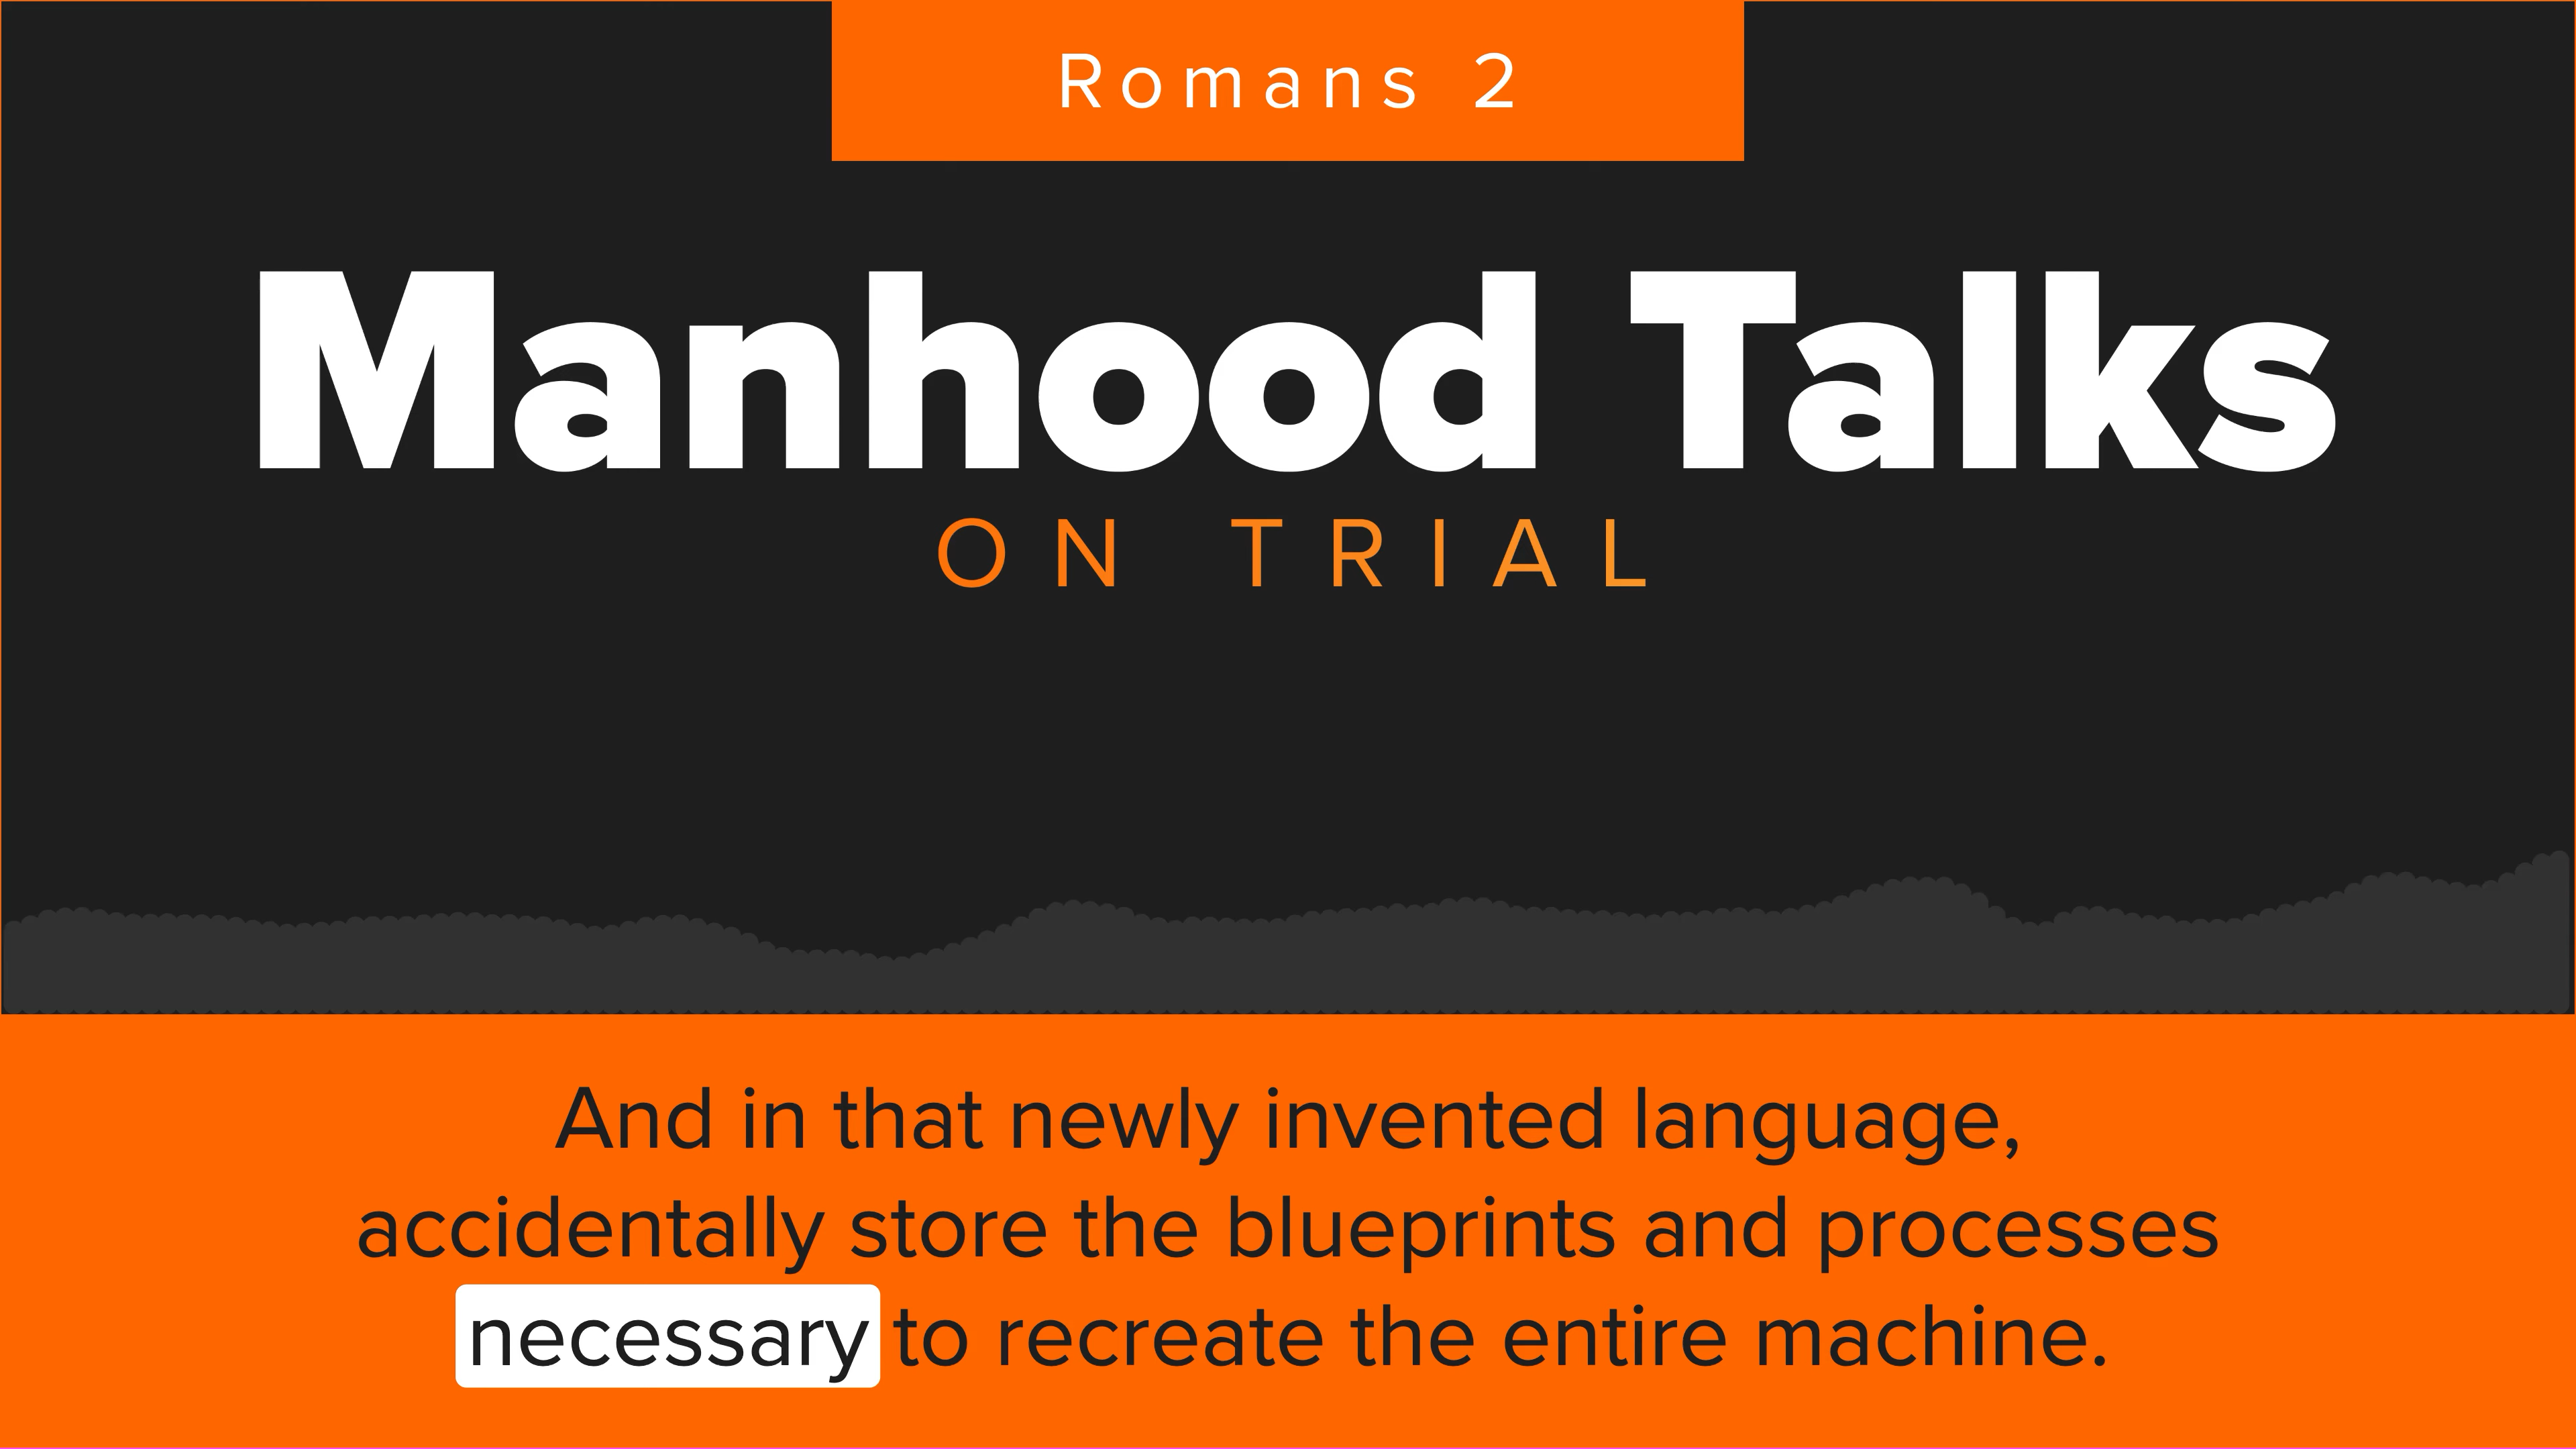 Romans 2
Manhood Talks
ON TRIAL
And in that newly invented language,
accidentally store the blueprints and processes
necessary to recreate the entire machine.